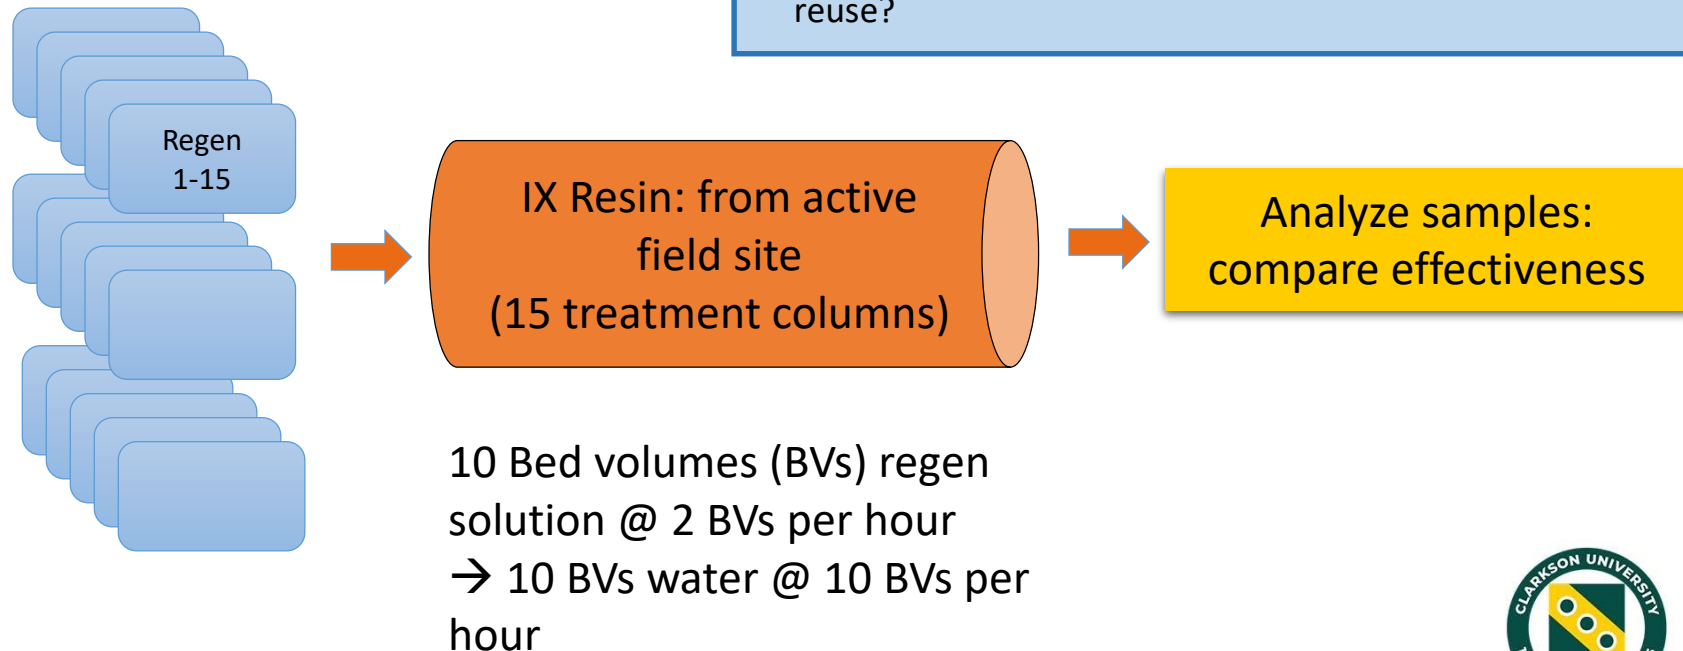 reuse?
Regen
1-15
IX Resin: from active
field site
(15 treatment columns)
Analyze samples:
compare effectiveness
10 Bed volumes (BVs) regen
solution @ 2 BVs per hour
→ 10 BVs water @ 10 BVs per
hour
CLARKSON UNIVERSITY